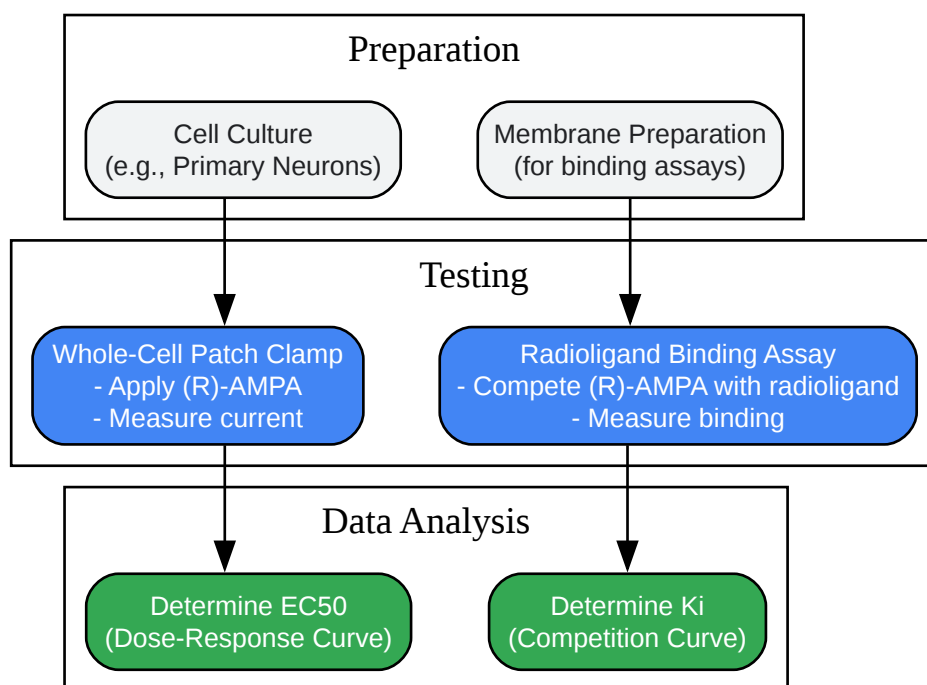 Preparation
Cell Culture
(e.g., Primary Neurons)
Membrane Preparation
(for binding assays)
Testing
Whole-Cell Patch Clamp
- Apply (R)-AMPA
- Measure current
Radioligand Binding Assay
- Compete (R)-AMPA with radioligand
- Measure binding
Data Analysis
Determine EC50
(Dose-Response Curve)
Determine Ki
(Competition Curve)